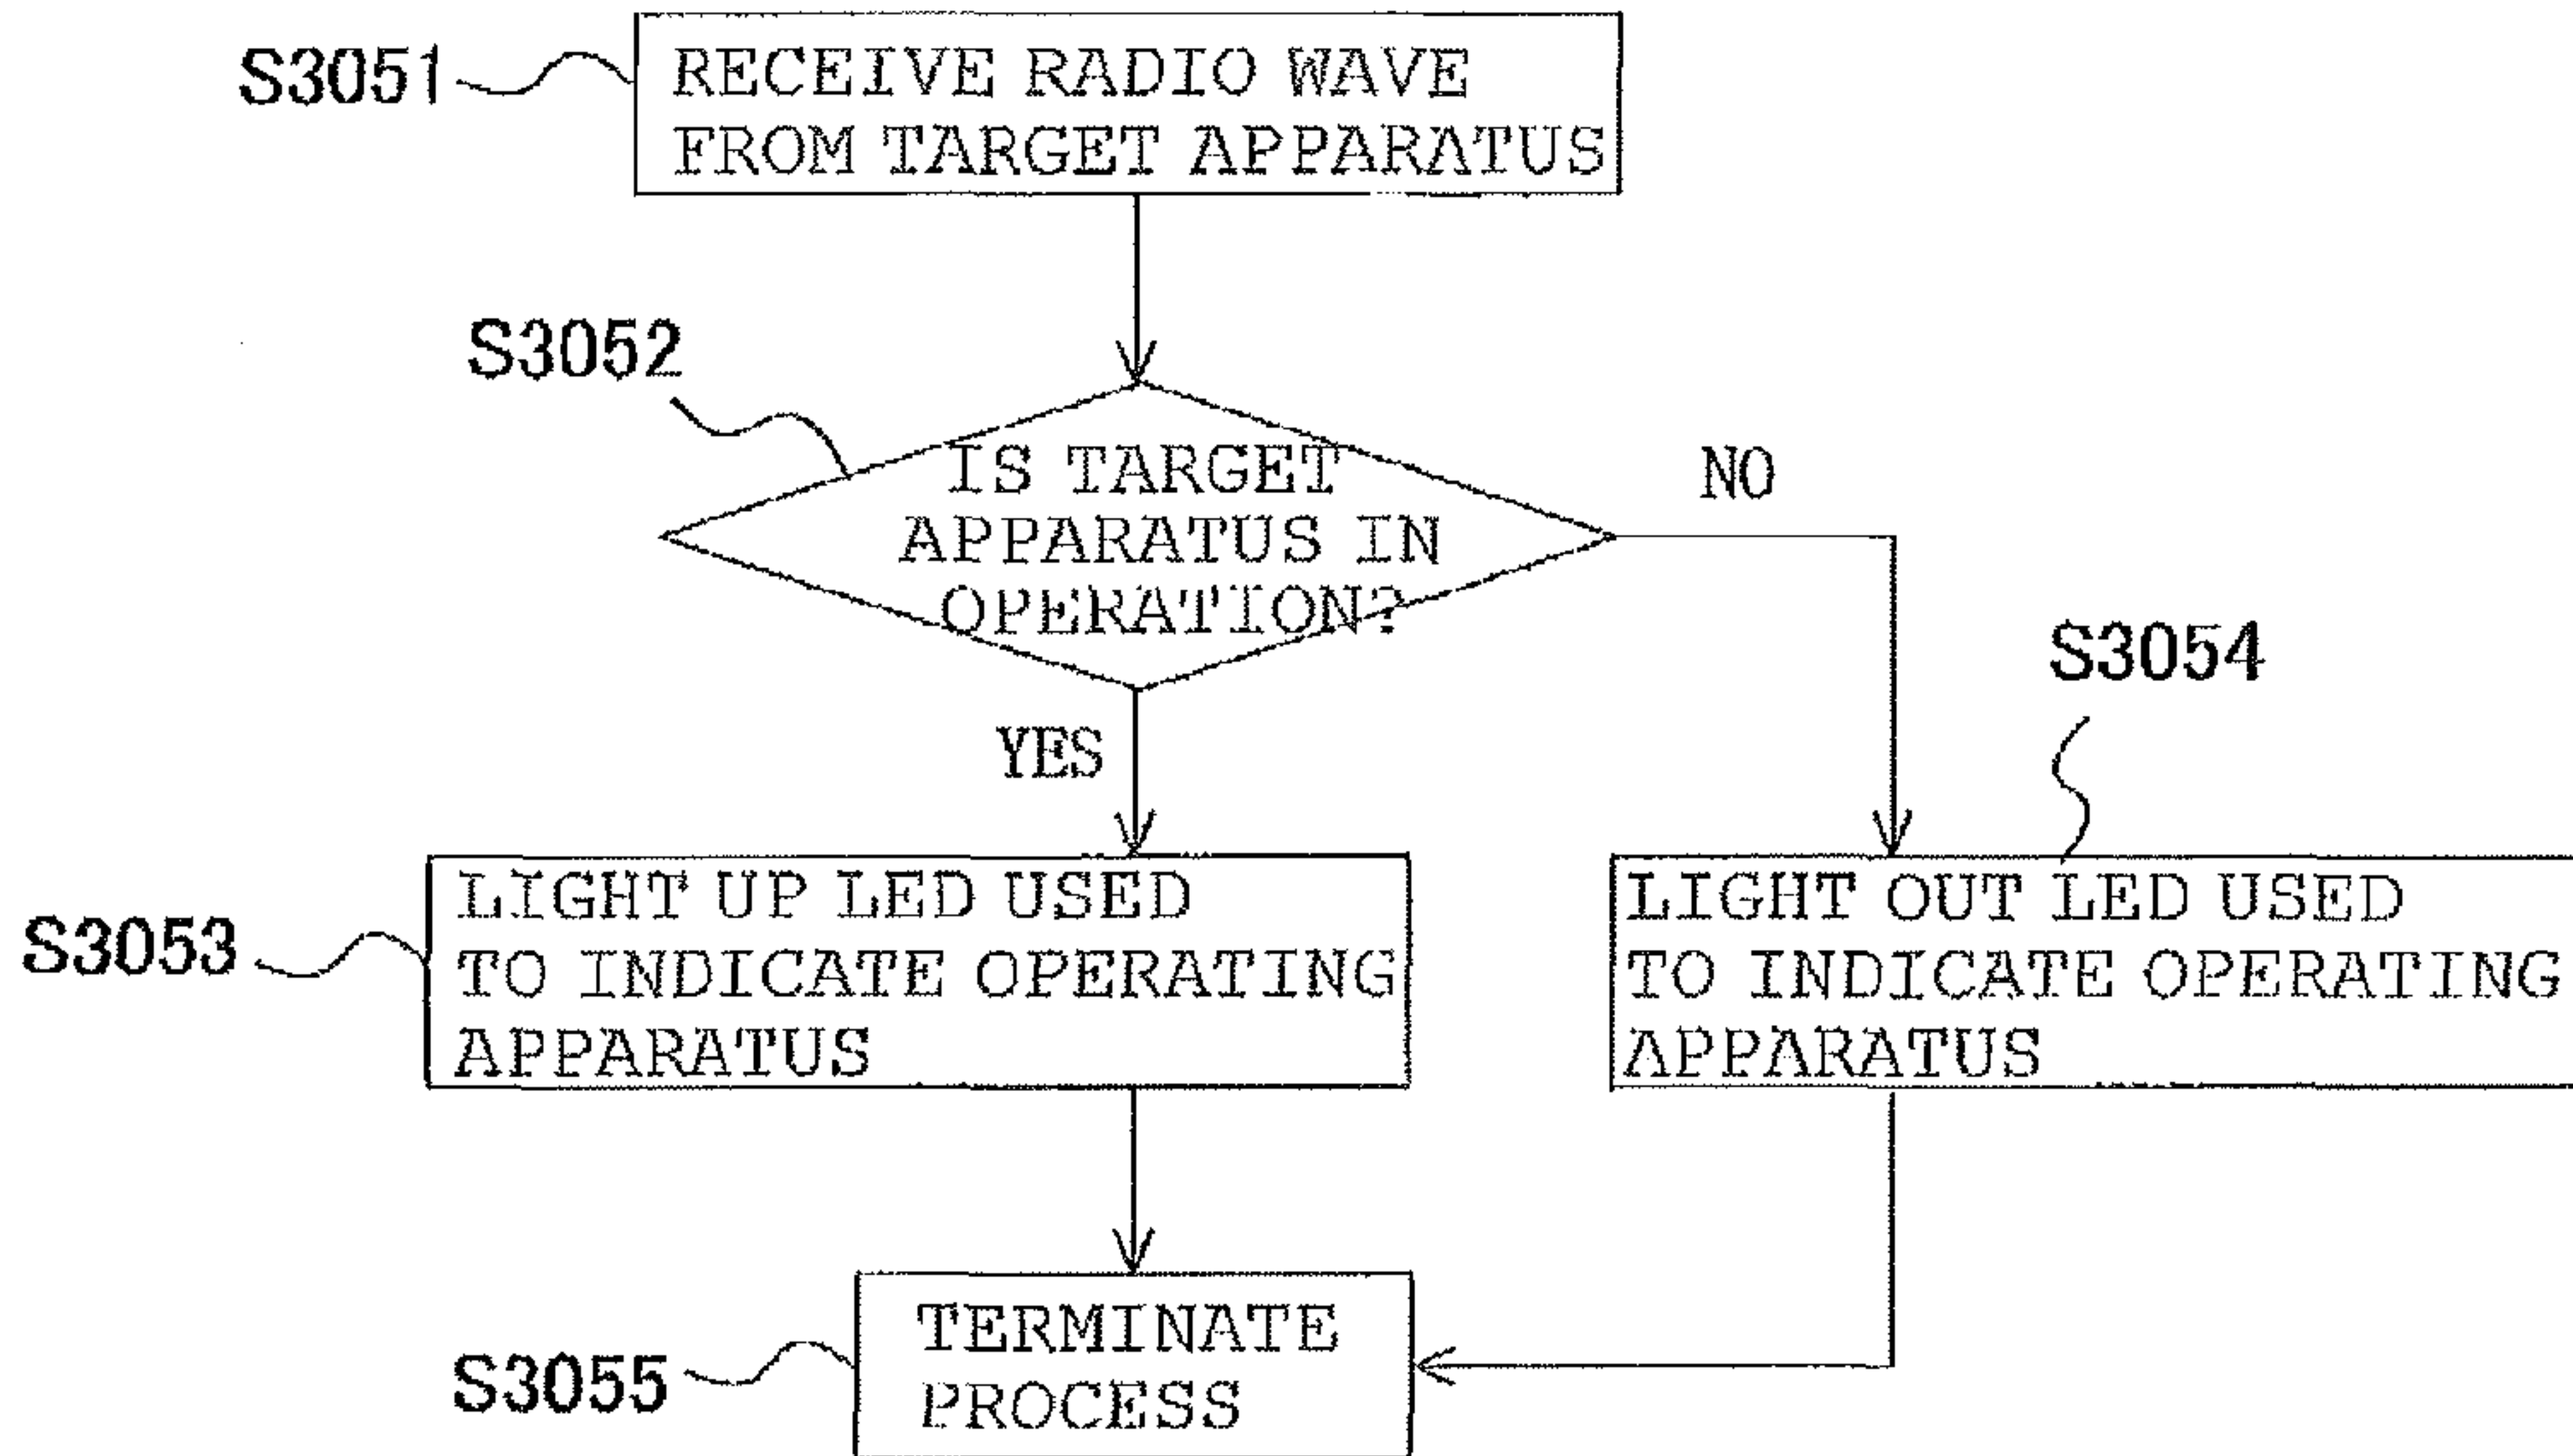 S3051
RECEIVE RADIO WAVE
FROM TARGET APPARATUS
S3052
IS TARGET
APPARATUS IN
OPERATION?
NO
YES
S3054
S3053
LIGHT UP LED USED
TO INDICATE OPERATING
APPARATUS
LIGHT OUT LED USED
TO INDICATE OPERATING
APPARATUS
S3055
TERMINATE
PROCESS